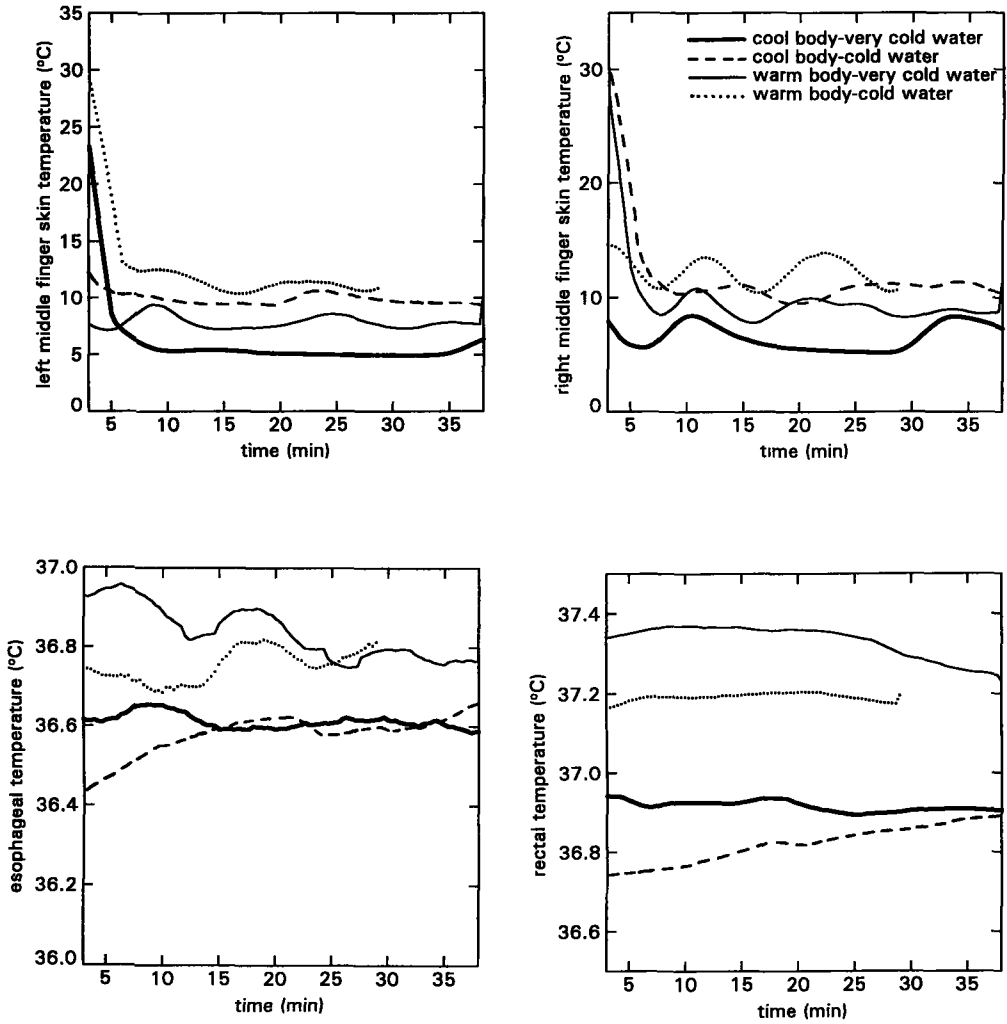 35
30
25
20
15
10
5
0
left middle finger skin temperature (ºC)
5 10 15 20 25 30 35
time (min)
30
20
10
0
right middle finger skin temperature (ºC)
cool body-very cold water
cool body-cold water
warm body-very cold water
warm body-cold water
5 10 15 20 25 30 35
time (min)
37.0
36.8
36.6
36.4
36.2
36.0
esophageal temperature (ºC)
5 10 15 20 25 30 35
time (min)
37.4
37.2
37.0
36.8
36.6
rectal temperature (ºC)
5 10 15 20 25 30 35
time (min)